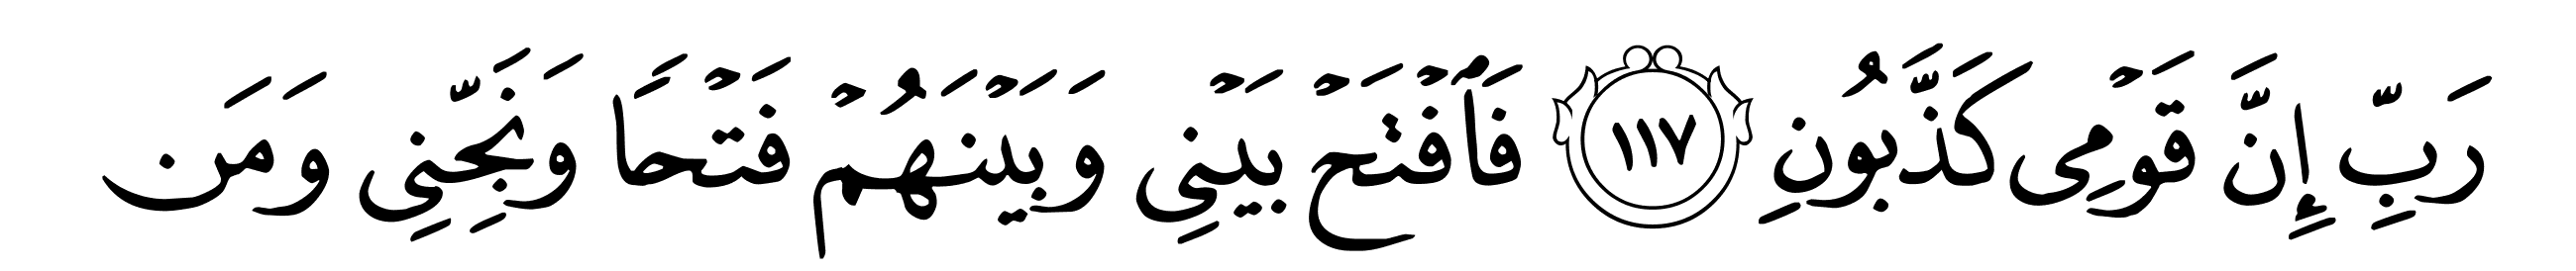 رَبِّ إِنَّ قَوۡمِى كَذَّبُونِ ١١٧ فَٱفۡتَحۡ بَيۡنِى وَبَيۡنَهُمۡ فَتۡحًا وَنَجِّنِى وَمَن